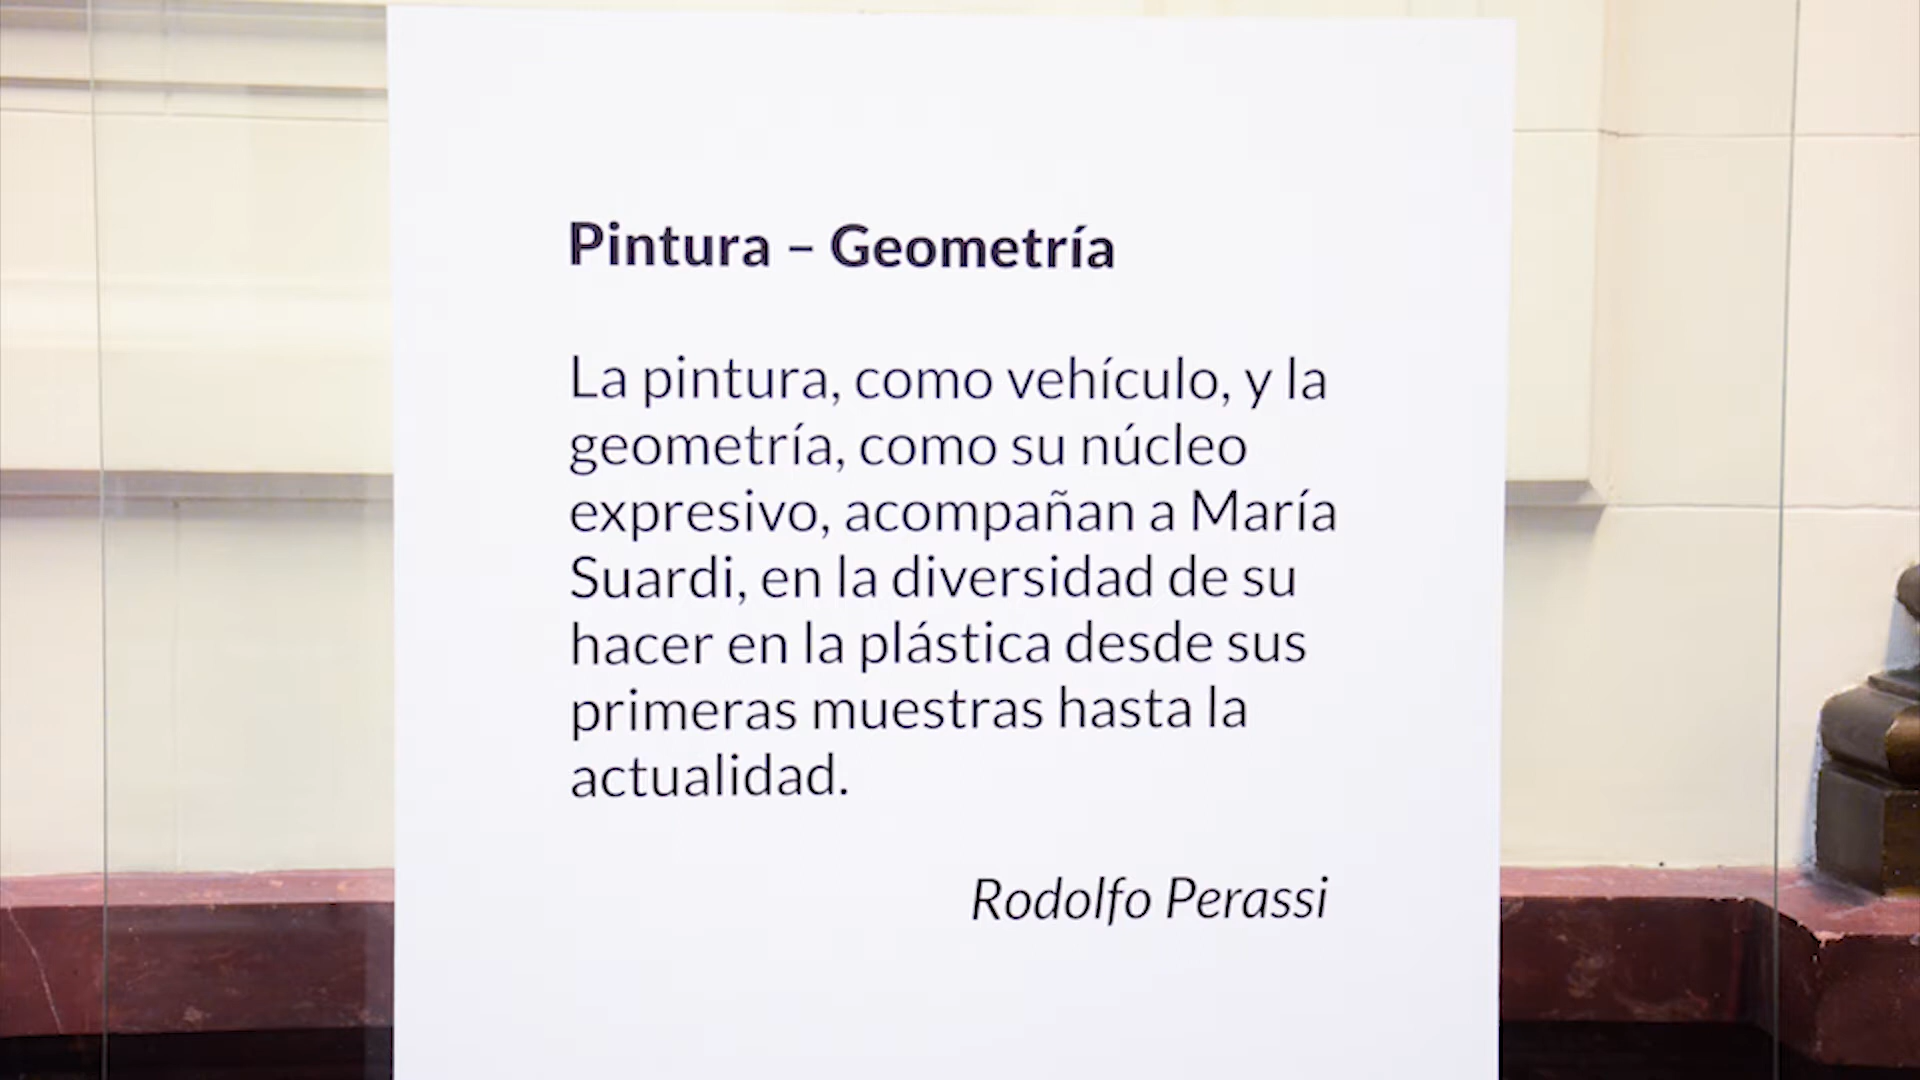 Pintura – Geometría
La pintura, como vehículo, y la
geometría, como su núcleo
expresivo, acompañan a María
Suardi, en la diversidad de su
hacer en la plástica desde sus
primeras muestras hasta la
actualidad.
Rodolfo Perassi